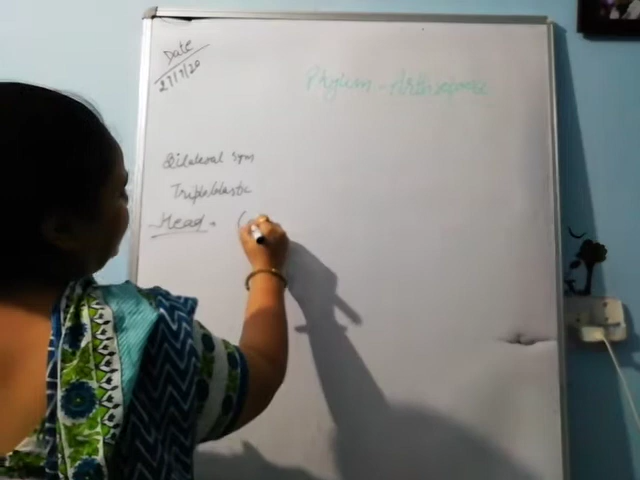 Date
27/7/20
Phylum - Arthropoda
Bilateral sym
Triploblastic
Head - (